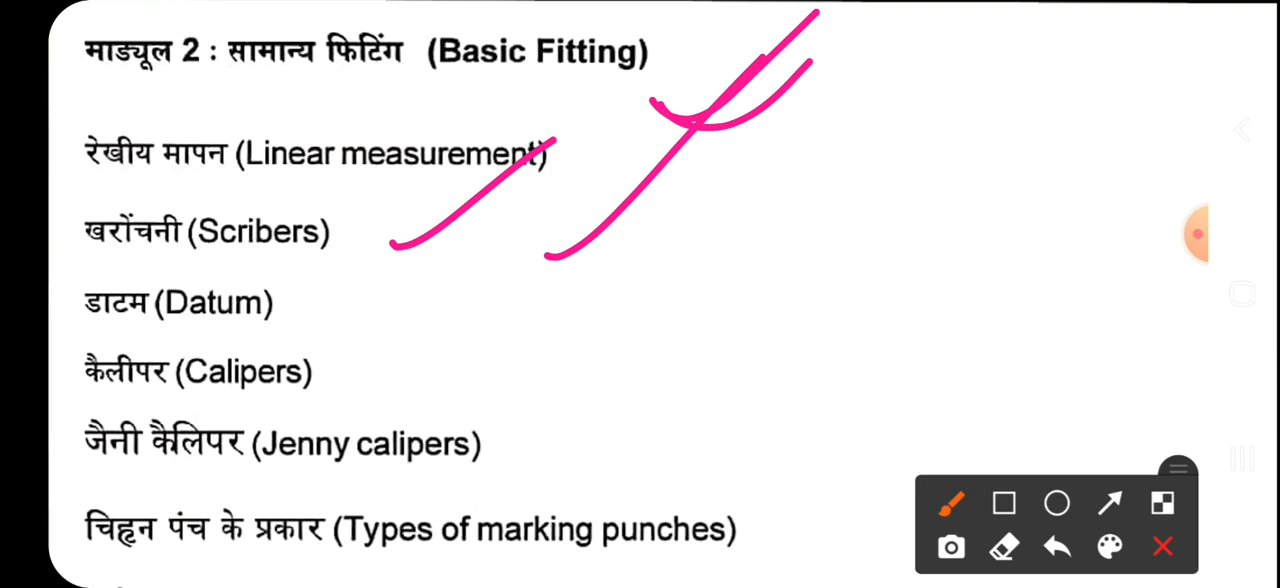 माड्यूल 2 : सामान्य फिटिंग (Basic Fitting)
रेखीय मापन (Linear measurement)
खरोंचनी (Scribers)
डाटम (Datum)
कैलीपर (Calipers)
जैनी कैलिपर (Jenny calipers)
चिह्न पंच के प्रकार (Types of marking punches)